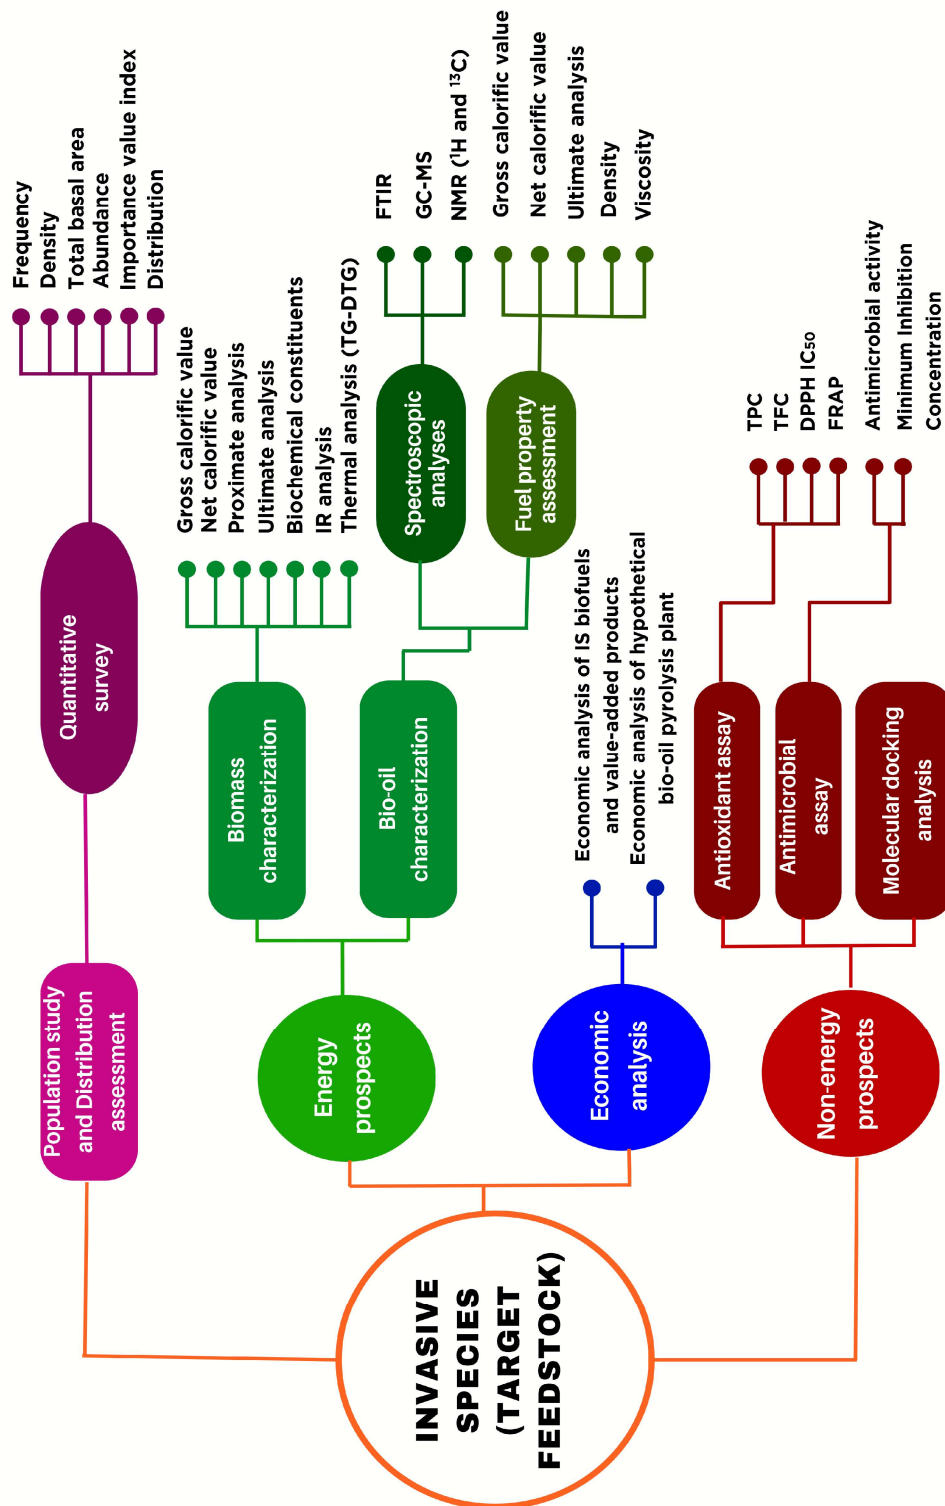 INVASIVE
SPECIES
(TARGET
FEEDSTOCK)
Population study
and Distribution
assessment
Quantitative
survey
Frequency
Density
Total basal area
Abundance
Importance value index
Distribution
Energy
prospects
Biomass
characterization
Gross calorific value
Net calorific value
Proximate analysis
Ultimate analysis
Biochemical constituents
IR analysis
Thermal analysis (TG-DTG)
Bio-oil
characterization
Spectroscopic
analyses
FTIR
GC-MS
NMR (¹H and ¹³C)
Fuel property
assessment
Gross calorific value
Net calorific value
Ultimate analysis
Density
Viscosity
Economic
analysis
Economic analysis of IS biofuels
and value-added products
Economic analysis of hypothetical
bio-oil pyrolysis plant
Non-energy
prospects
Antioxidant assay
TPC
TFC
DPPH IC₅₀
FRAP
Antimicrobial
assay
Antimicrobial activity
Minimum Inhibition
Concentration
Molecular docking
analysis